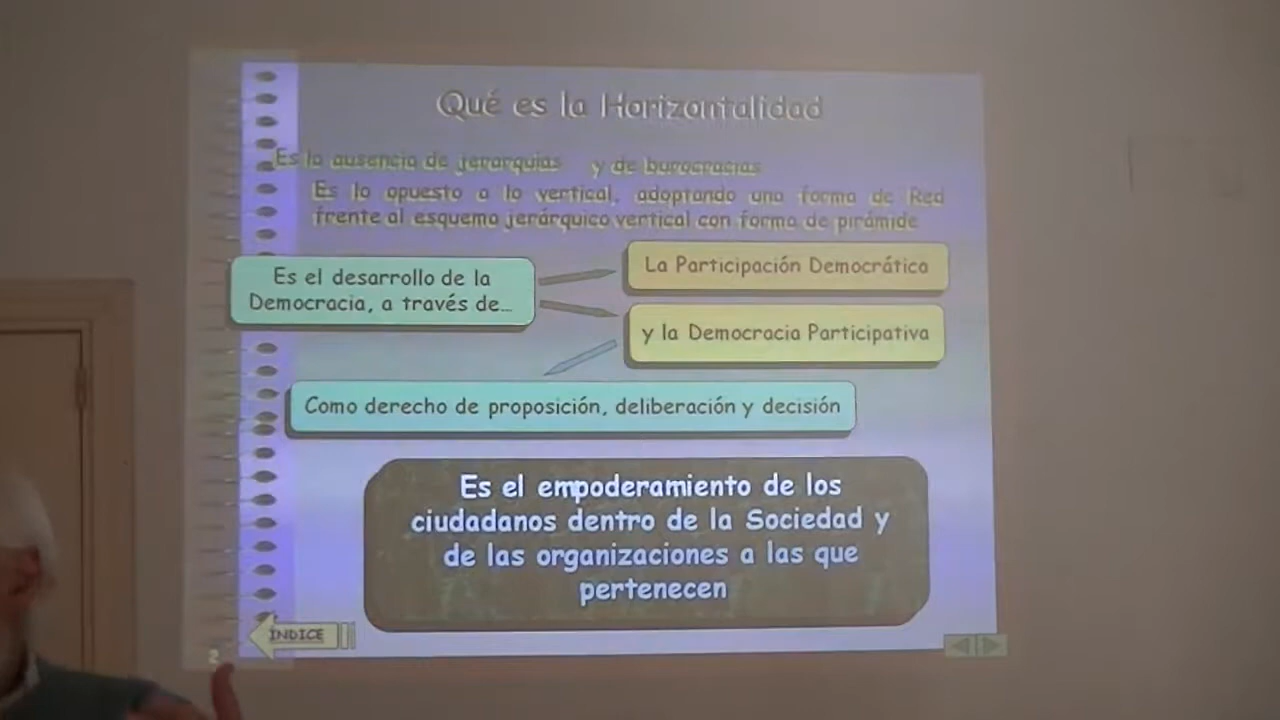 Qué es la Horizontalidad
Es la ausencia de jerarquías y de burocracias
Es lo opuesto a lo vertical, adoptando una forma de Red
frente al esquema jerárquico vertical con forma de pirámide
Es el desarrollo de la
Democracia, a través de...
La Participación Democrática
y la Democracia Participativa
Como derecho de proposición, deliberación y decisión
Es el empoderamiento de los
ciudadanos dentro de la Sociedad y
de las organizaciones a las que
pertenecen
INDICE
2